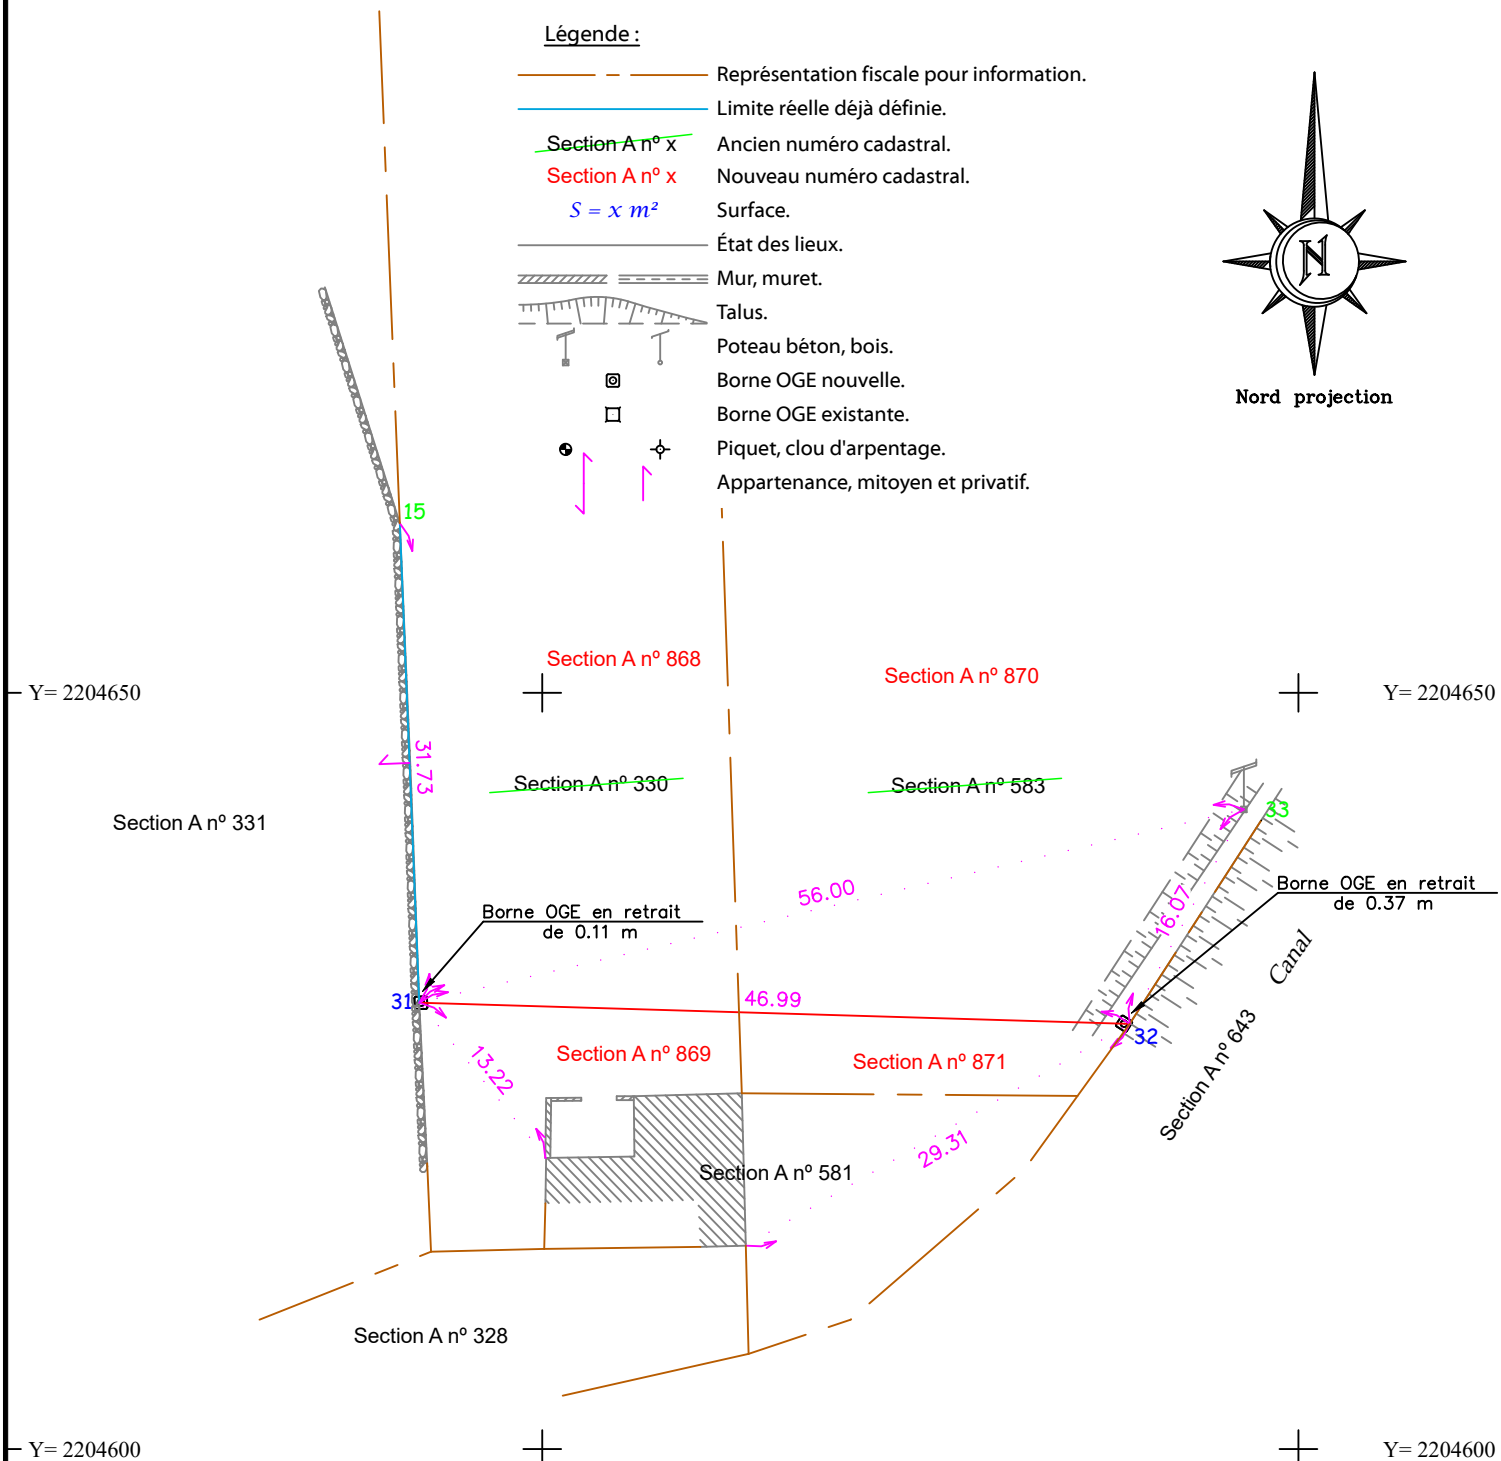 Légende :
Représentation fiscale pour information.
Limite réelle déjà définie.
Section A nº x Ancien numéro cadastral.
Section A nº x Nouveau numéro cadastral.
S = x m² Surface.
État des lieux.
Mur, muret.
Talus.
Poteau béton, bois.
Borne OGE nouvelle.
Borne OGE existante.
Piquet, clou d'arpentage.
Appartenance, mitoyen et privatif.
N
Nord projection
15
Section A nº 868
Section A nº 870
Y= 2204650
Y= 2204650
31.73
Section A nº 330
Section A nº 583
Section A nº 331
33
56.00
16.07
Borne OGE en retrait
de 0.37 m
Borne OGE en retrait
de 0.11 m
Canal
31
46.99
32
Section A nº 643
13.22
Section A nº 869
Section A nº 871
29.31
Section A nº 581
Section A nº 328
Y= 2204600
Y= 2204600